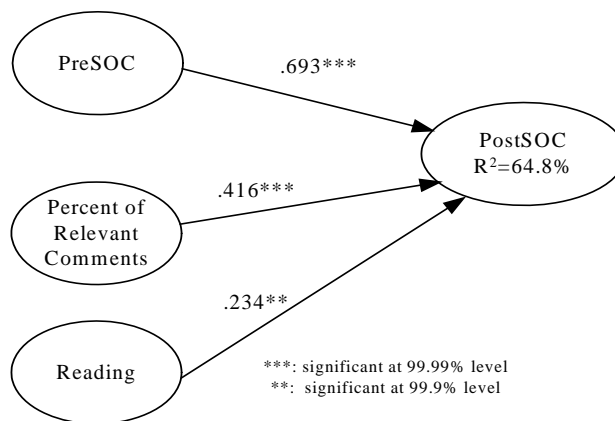 PreSOC
.693***
PostSOC
R²=64.8%
Percent of
Relevant
Comments
.416***
.234**
Reading
***: significant at 99.99% level
**: significant at 99.9% level